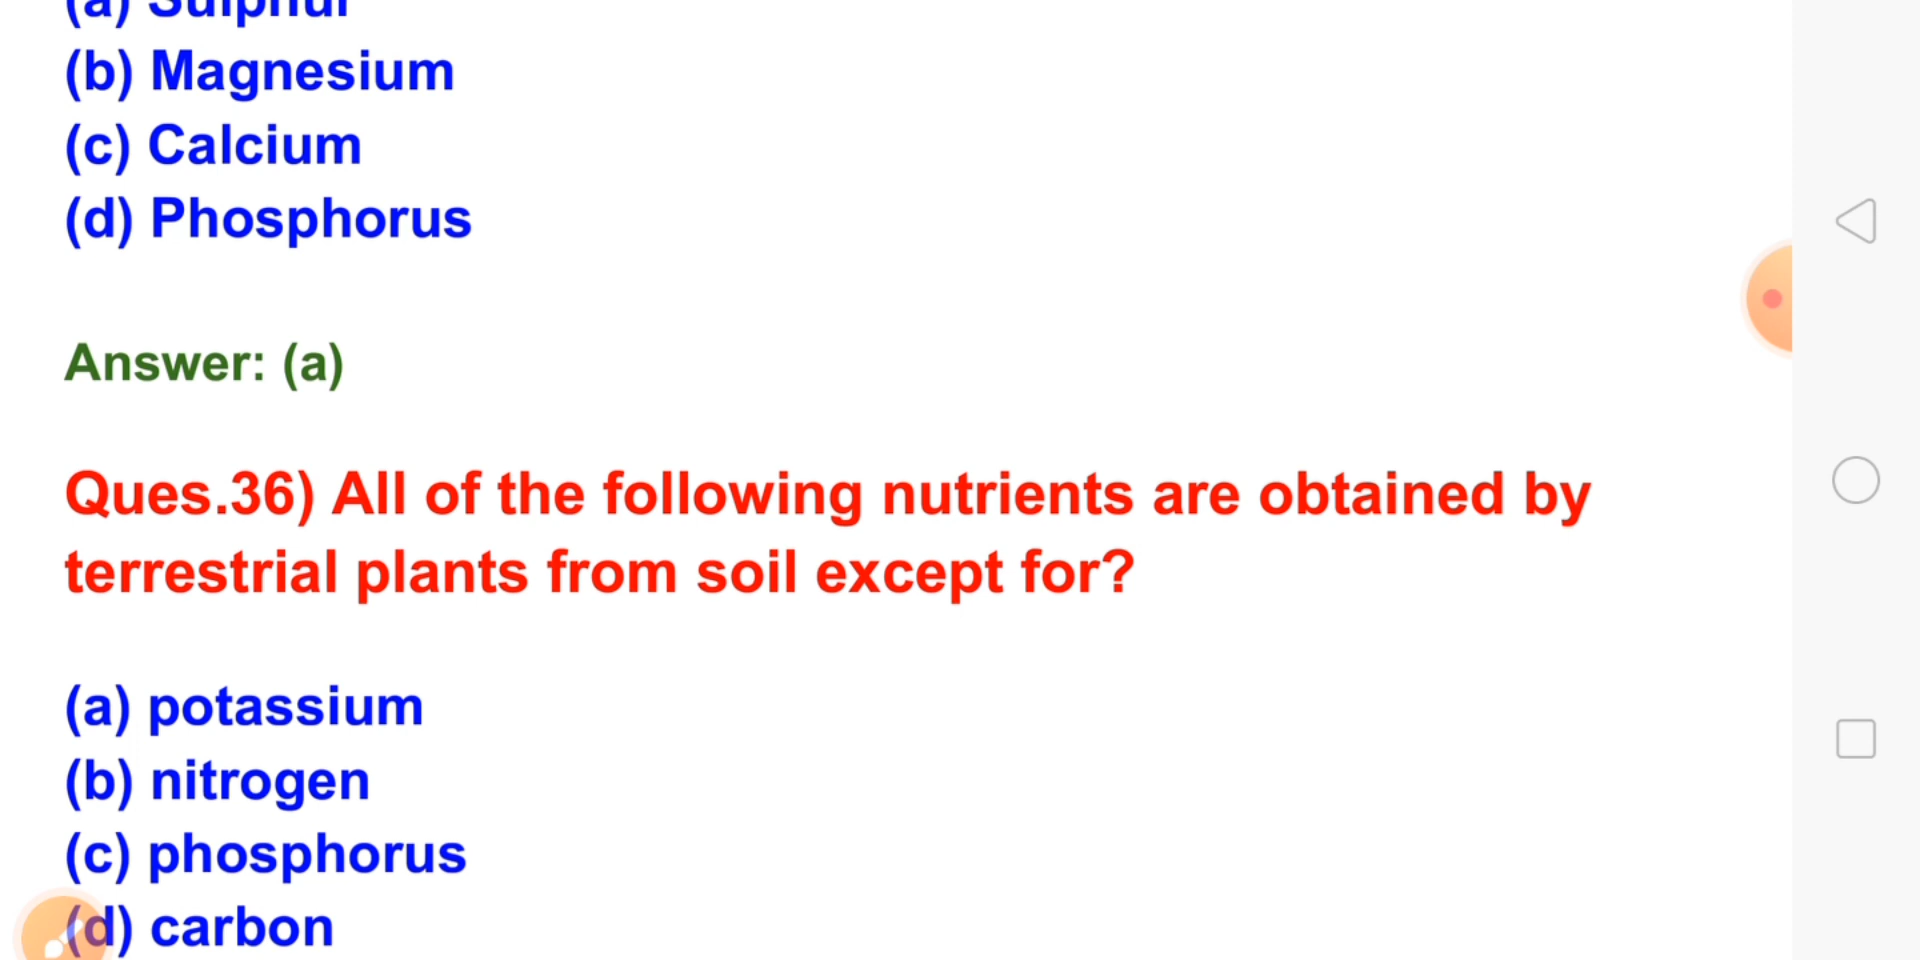 (a) Sulphur
(b) Magnesium
(c) Calcium
(d) Phosphorus
Answer: (a)
Ques.36) All of the following nutrients are obtained by
terrestrial plants from soil except for?
(a) potassium
(b) nitrogen
(c) phosphorus
(d) carbon